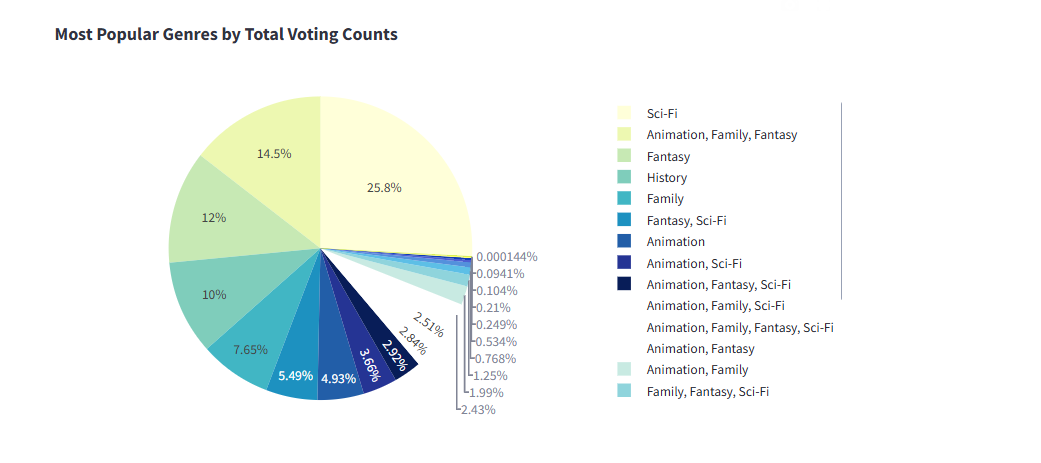 Most Popular Genres by Total Voting Counts
14.5%
25.8%
12%
10%
7.65%
5.49%
4.93%
3.66%
2.92%
2.84%
2.51%
0.000144%
0.0941%
0.104%
0.21%
0.249%
0.534%
0.768%
1.25%
1.99%
2.43%
Sci-Fi
Animation, Family, Fantasy
Fantasy
History
Family
Fantasy, Sci-Fi
Animation
Animation, Sci-Fi
Animation, Fantasy, Sci-Fi
Animation, Family, Sci-Fi
Animation, Family, Fantasy, Sci-Fi
Animation, Fantasy
Animation, Family
Family, Fantasy, Sci-Fi